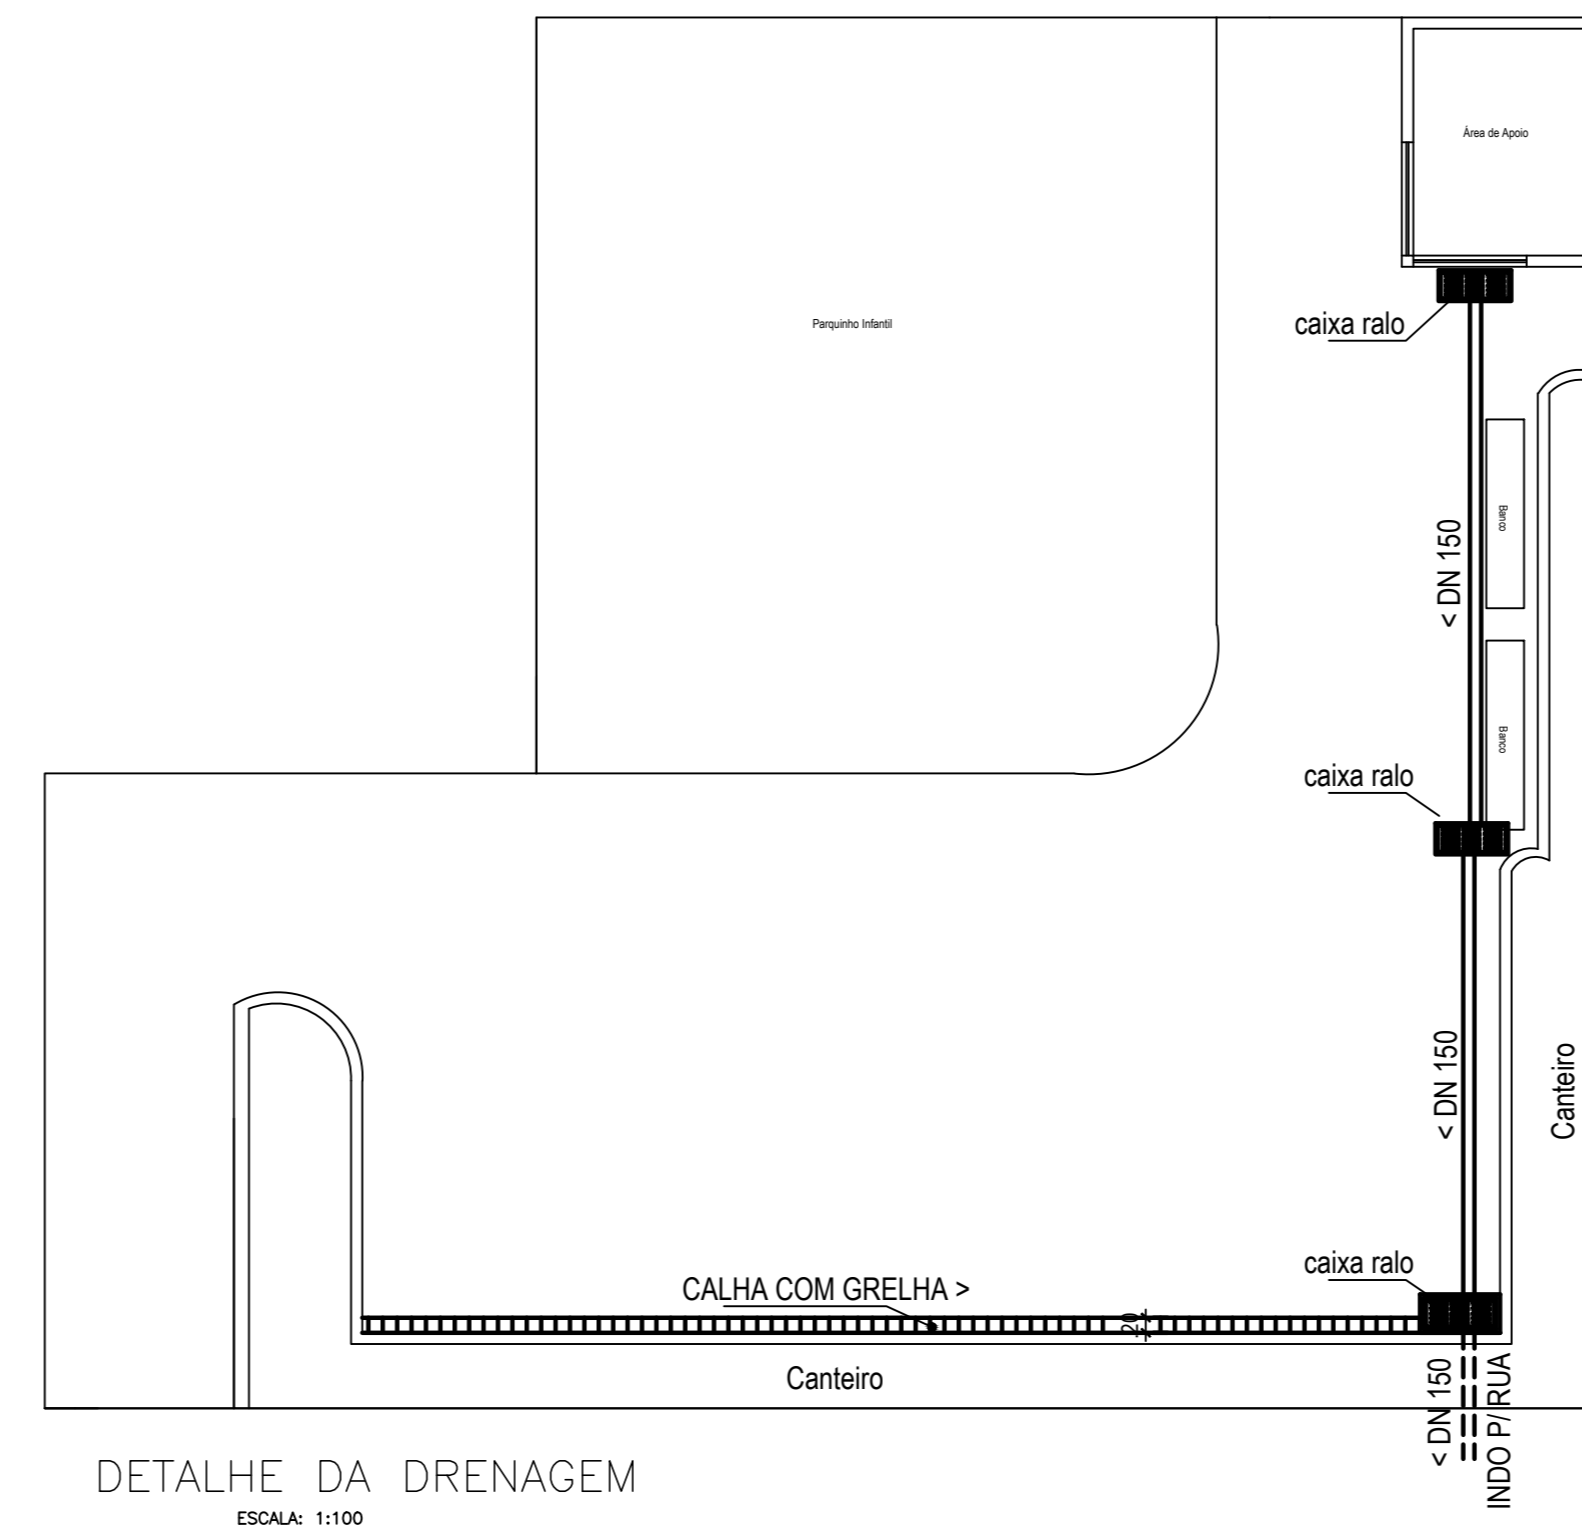 Área de Apoio
Parquinho Infantil
caixa ralo
Banco
< DN 150
Banco
caixa ralo
< DN 150
Canteiro
caixa ralo
CALHA COM GRELHA >
20
Canteiro
< DN 150
INDO P/ RUA
DETALHE DA DRENAGEM
ESCALA: 1:100